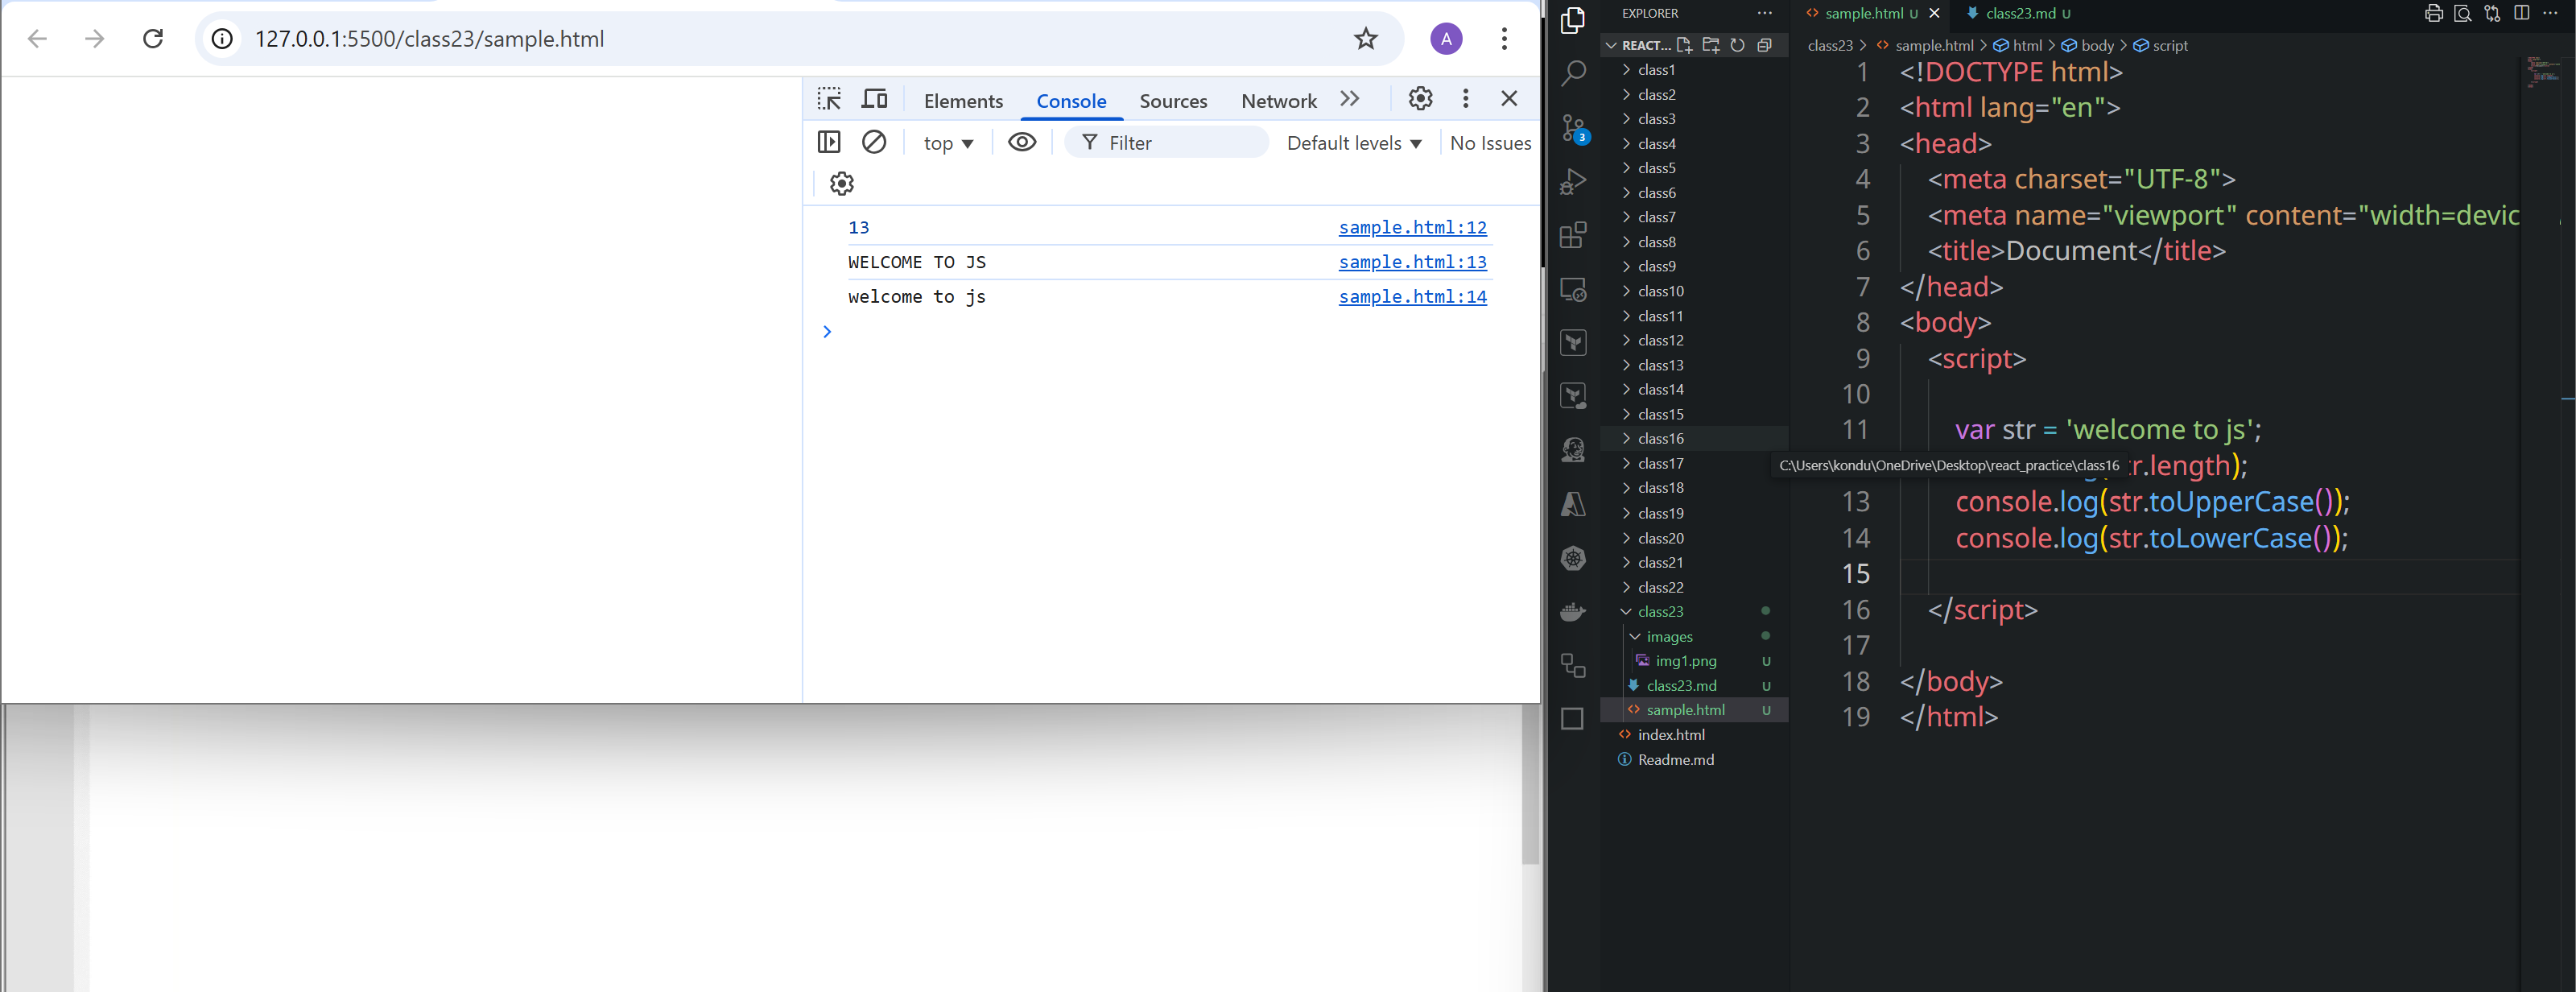 127.0.0.1:5500/class23/sample.html
A
Elements Console Sources Network
top Filter Default levels No Issues
13 sample.html:12
WELCOME TO JS sample.html:13
welcome to js sample.html:14
EXPLORER
REACT...
class1
class2
class3
class4
class5
class6
class7
class8
class9
class10
class11
class12
class13
class14
class15
class16
class17
class18
class19
class20
class21
class22
class23
images
img1.png U
class23.md U
sample.html U
index.html
Readme.md
3
sample.html U class23.md U
class23 > sample.html > html > body > script
1 <!DOCTYPE html>
2 <html lang="en">
3 <head>
4 <meta charset="UTF-8">
5 <meta name="viewport" content="width=devic
6 <title>Document</title>
7 </head>
8 <body>
9 <script>
10
11 var str = 'welcome to js';
C:\Users\kondu\OneDrive\Desktop\react_practice\class16 r.length);
13 console.log(str.toUpperCase());
14 console.log(str.toLowerCase());
15
16 </script>
17
18 </body>
19 </html>